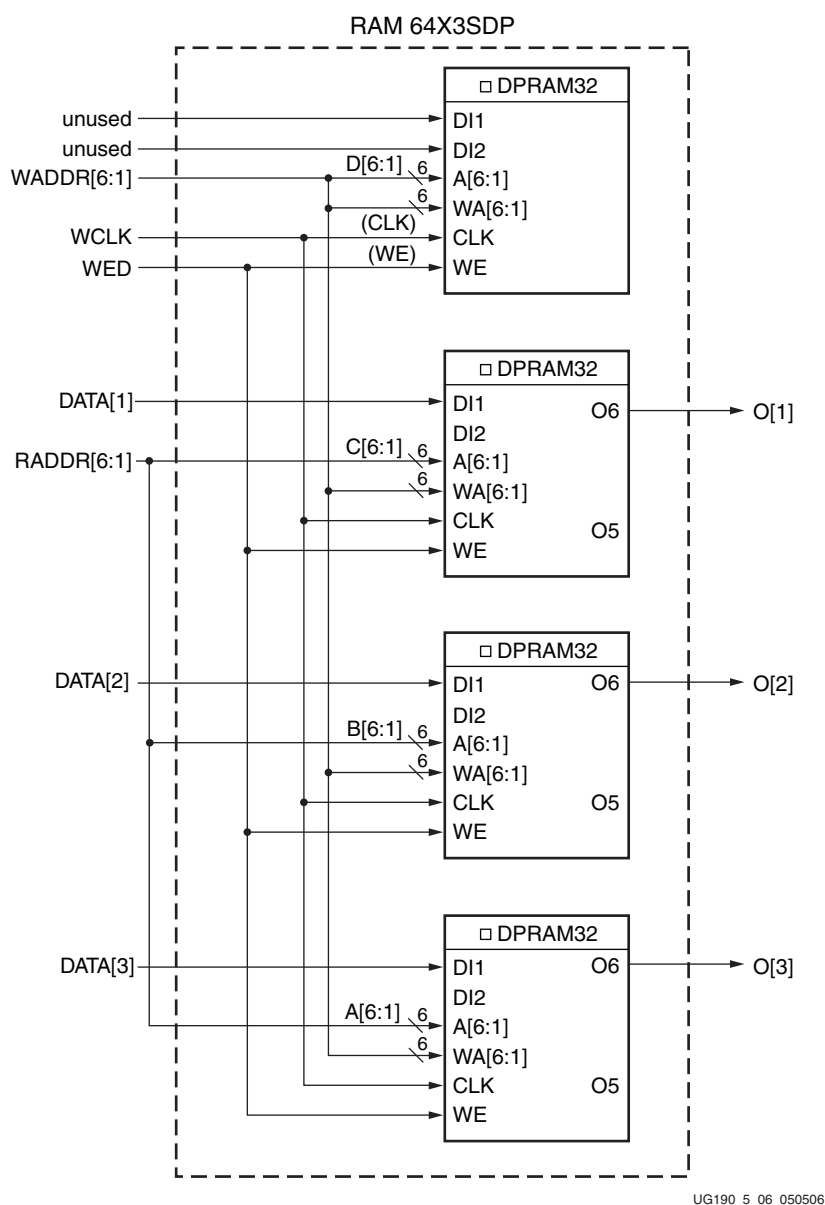 RAM 64X3SDP
DPRAM32
unused
DI1
unused
DI2
WADDR[6:1]
D[6:1]
6
A[6:1]
6
WA[6:1]
WCLK
(CLK)
CLK
WED
(WE)
WE
DPRAM32
DATA[1]
DI1
O6
O[1]
DI2
RADDR[6:1]
C[6:1]
6
A[6:1]
6
WA[6:1]
CLK
O5
WE
DPRAM32
DATA[2]
DI1
O6
O[2]
DI2
B[6:1]
6
A[6:1]
6
WA[6:1]
CLK
O5
WE
DPRAM32
DATA[3]
DI1
O6
O[3]
DI2
A[6:1]
6
A[6:1]
6
WA[6:1]
CLK
O5
WE
UG190_5_06_050506